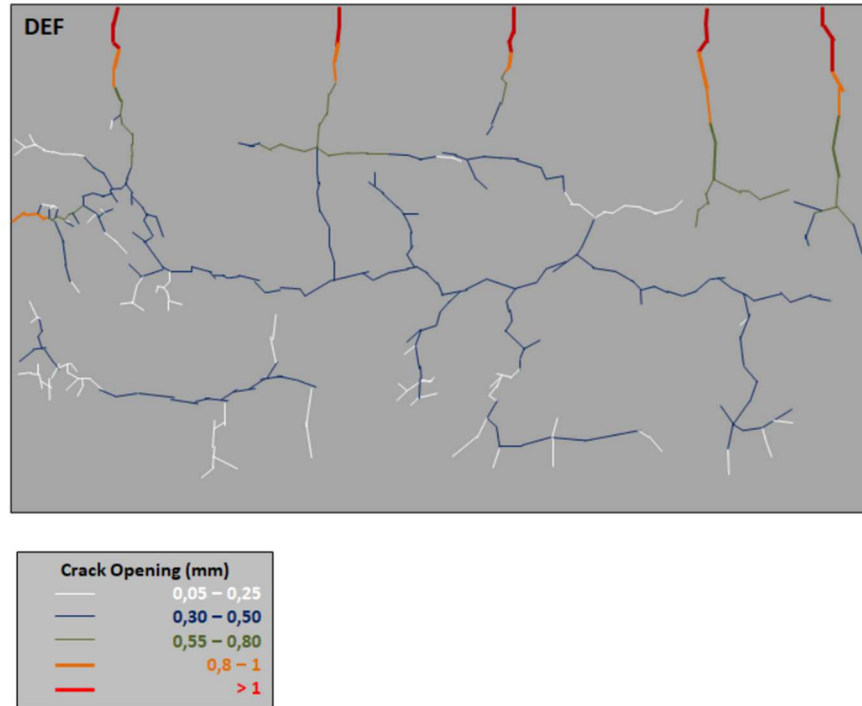 DEF
Crack Opening (mm)
0,05 – 0,25
0,30 – 0,50
0,55 – 0,80
0,8 – 1
> 1